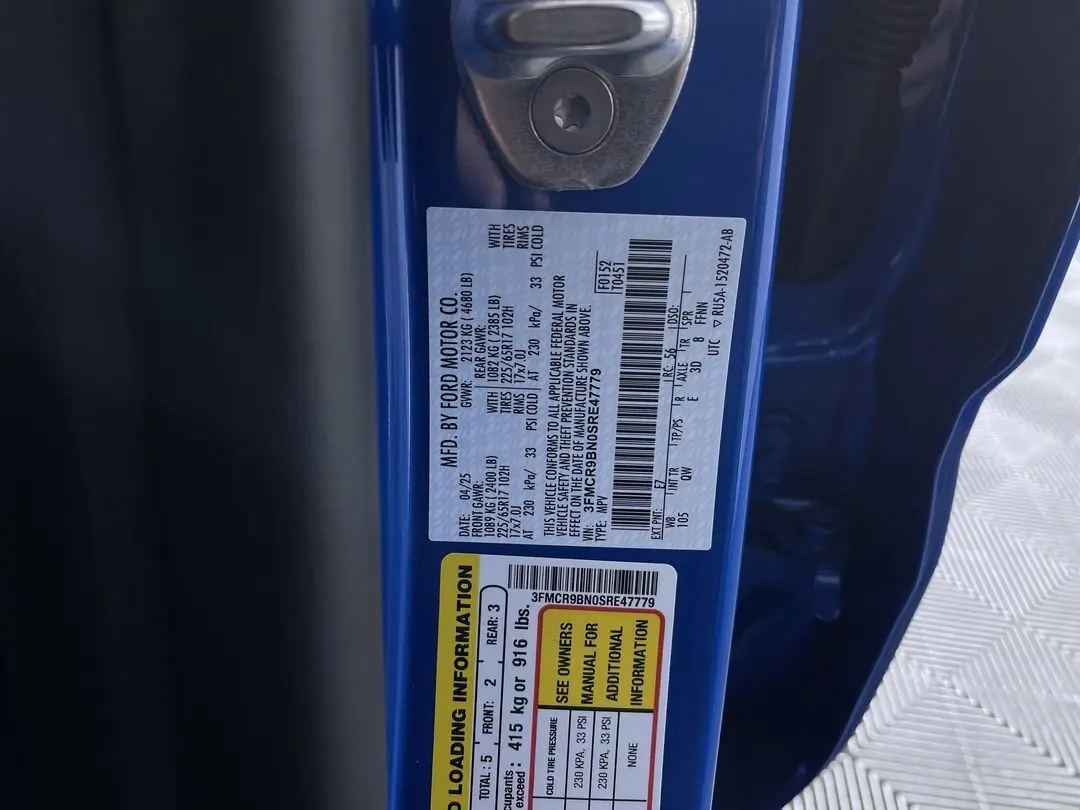 MFD. BY FORD MOTOR CO.
DATE: 04/25 GVWR: 2123 KG ( 4680 LB)
FRONT GAWR: REAR GAWR:
1089 KG ( 2400 LB) WITH 1082 KG ( 2385 LB) WITH
225/65R17 102H TIRES 225/65R17 102H TIRES
17x7.0J RIMS 17x7.0J RIMS
AT 230 kPa/ 33 PSI COLD AT 230 kPa/ 33 PSI COLD
THIS VEHICLE CONFORMS TO ALL APPLICABLE FEDERAL MOTOR
VEHICLE SAFETY AND THEFT PREVENTION STANDARDS IN
EFFECT ON THE DATE OF MANUFACTURE SHOWN ABOVE.
VIN: 3FMCR9BN0SRE47779
TYPE: MPV
F0152
T0451
EXT PNT: E7 RC: 56 DSO:
WB INT TR TP/PS R AXLE TR SPR
105 QW E 3D 8 FFNN
UTC ▽ RU5A-1520472-AB
LOADING INFORMATION
TOTAL: 5 FRONT: 2 REAR: 3
cupants
exceed: 415 kg or 916 lbs.
3FMCR9BN0SRE47779
COLD TIRE PRESSURE
230 KPA, 33 PSI
230 KPA, 33 PSI
NONE
SEE OWNERS
MANUAL FOR
ADDITIONAL
INFORMATION